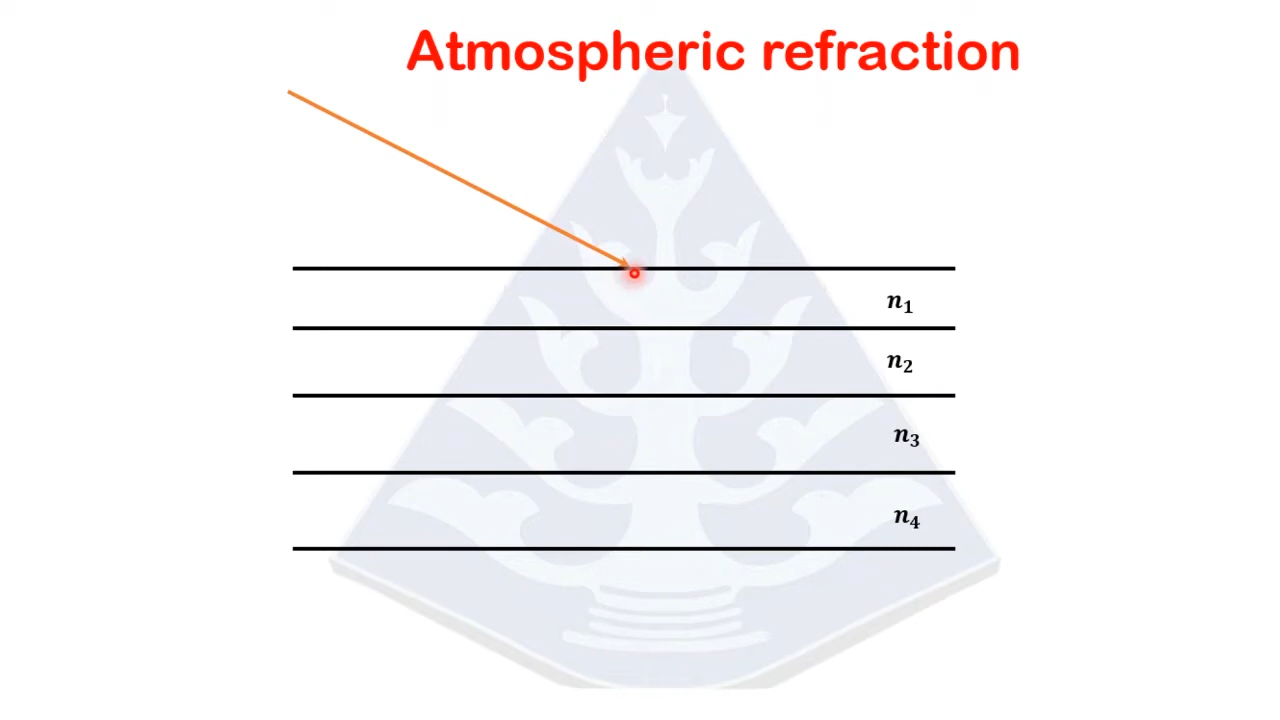 Atmospheric refraction
n₁
n₂
n₃
n₄